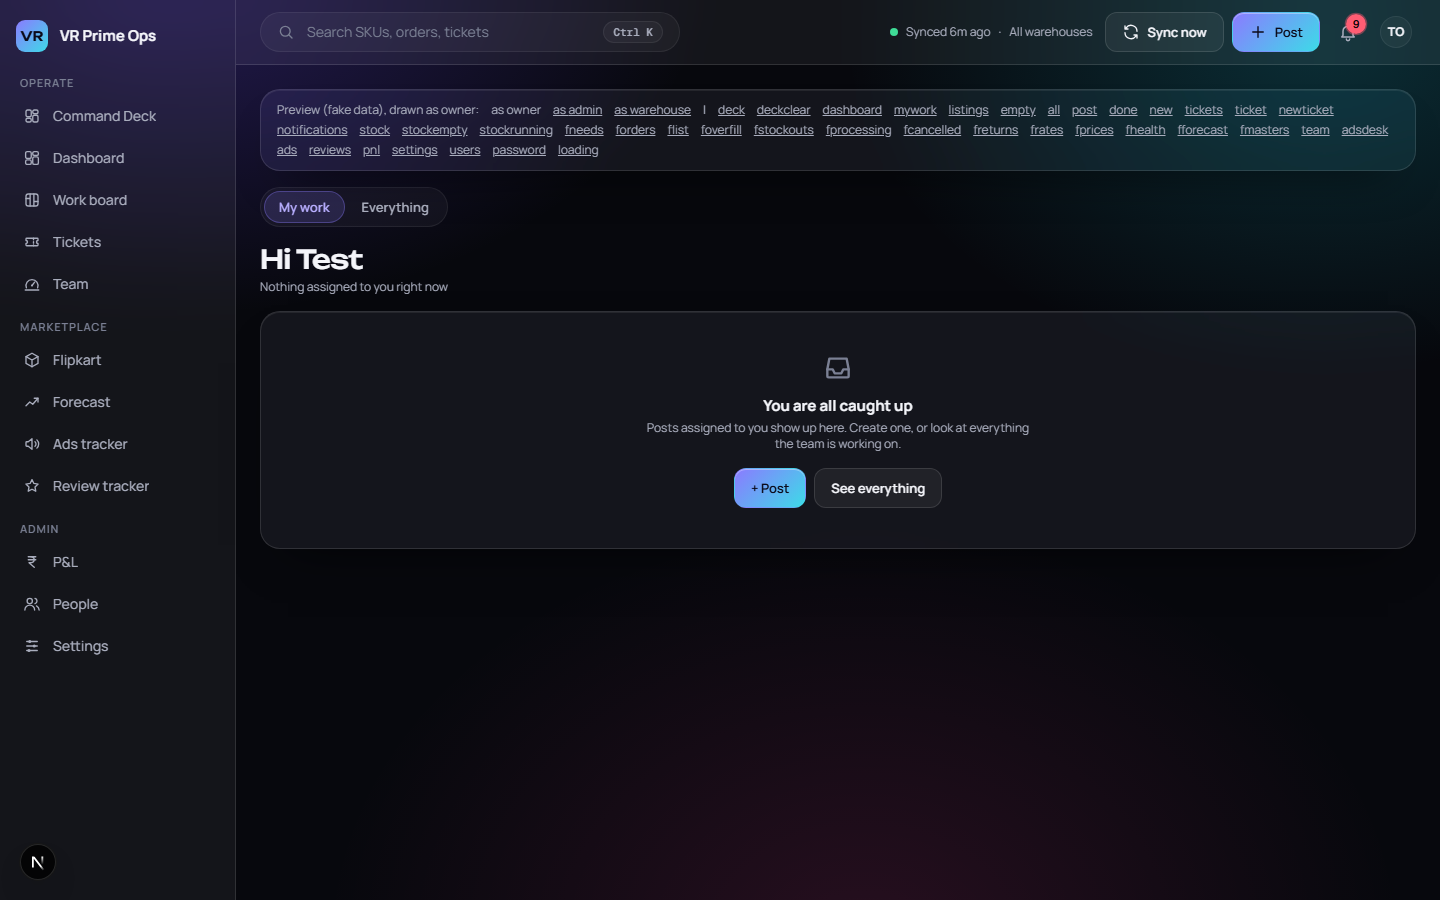 VR
VR Prime Ops
OPERATE
Command Deck
Dashboard
Work board
Tickets
Team
MARKETPLACE
Flipkart
Forecast
Ads tracker
Review tracker
ADMIN
P&L
People
Settings
N
Search SKUs, orders, tickets
Ctrl K
Synced 6m ago · All warehouses
Sync now
+ Post
9
TO
Preview (fake data), drawn as owner: as owner as admin as warehouse | deck deckclear dashboard mywork listings empty all post done new tickets ticket newticket
notifications stock stockempty stockrunning fneeds forders flist foverfill fstockouts fprocessing fcancelled freturns frates fprices fhealth fforecast fmasters team adsdesk
ads reviews pnl settings users password loading
My work
Everything
Hi Test
Nothing assigned to you right now
You are all caught up
Posts assigned to you show up here. Create one, or look at everything
the team is working on.
+ Post
See everything